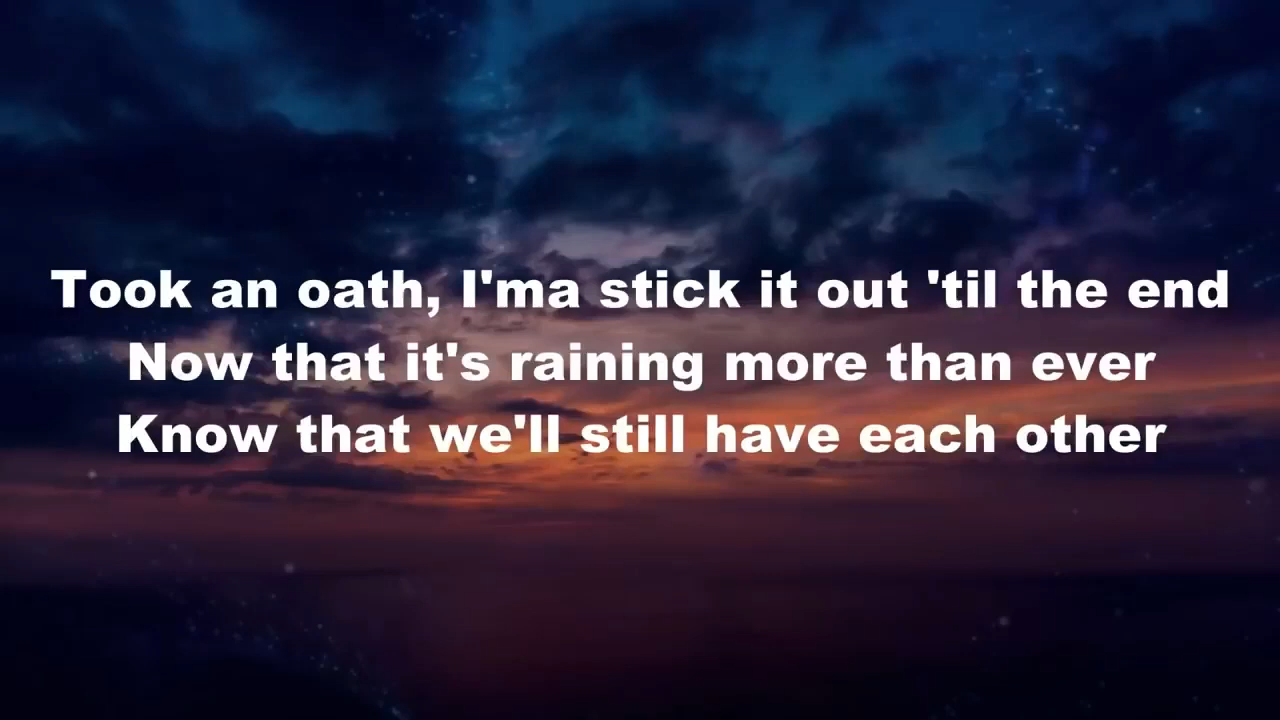 Took an oath, I'ma stick it out 'til the end
Now that it's raining more than ever
Know that we'll still have each other